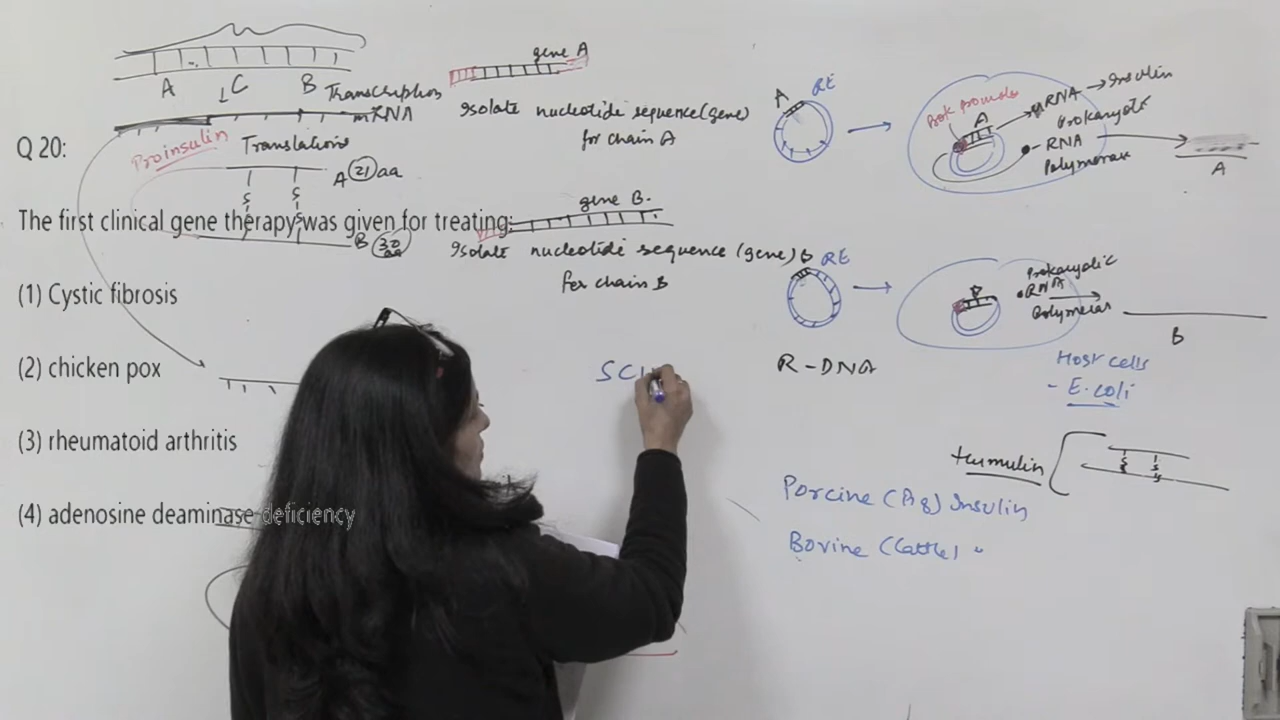 A C B
Transcription
mRNA
Proinsulin
Translation
A 21 aa
B 30 aa
gene A
Isolate nucleotide sequence (gene)
for chain A
gene B.
Isolate nucleotide sequence (gene)
for chain B
A RE
A
mRNA → Insulin
Prokaryotic
RNA
Polymerase
A
B RE
Prokaryotic
RNA
B
R-DNA
Host cells
- E.coli
Humulin
Porcine (Pig) Insulin
Bovine (Cattle) "
SCI
Q 20:
The first clinical gene therapy was given for treating:
(1) Cystic fibrosis
(2) chicken pox
(3) rheumatoid arthritis
(4) adenosine deaminase deficiency